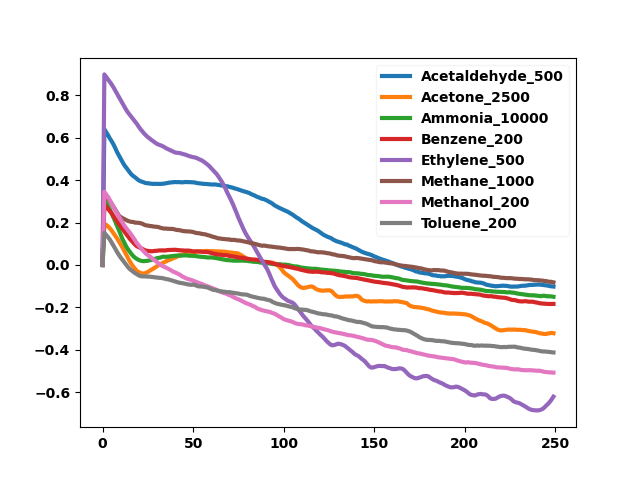 Acetaldehyde_500
Acetone_2500
Ammonia_10000
Benzene_200
Ethylene_500
Methane_1000
Methanol_200
Toluene_200
0.8
0.6
0.4
0.2
0.0
−0.2
−0.4
−0.6
0 50 100 150 200 250